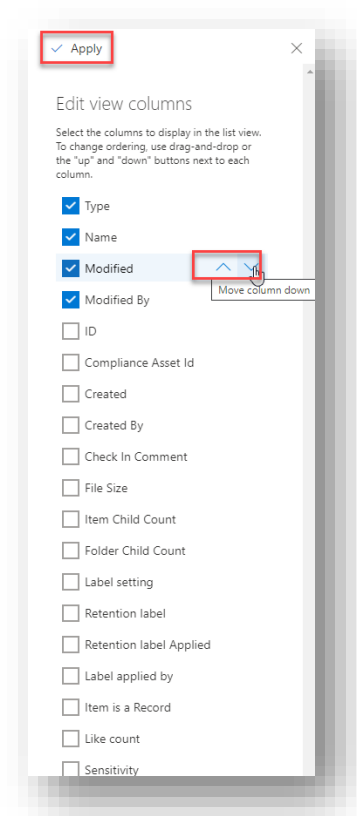 Apply
Edit view columns
Select the columns to display in the list view.
To change ordering, use drag-and-drop or
the "up" and "down" buttons next to each
column.
Type
Name
Modified
Move column down
Modified By
ID
Compliance Asset Id
Created
Created By
Check In Comment
File Size
Item Child Count
Folder Child Count
Label setting
Retention label
Retention label Applied
Label applied by
Item is a Record
Like count
Sensitivity